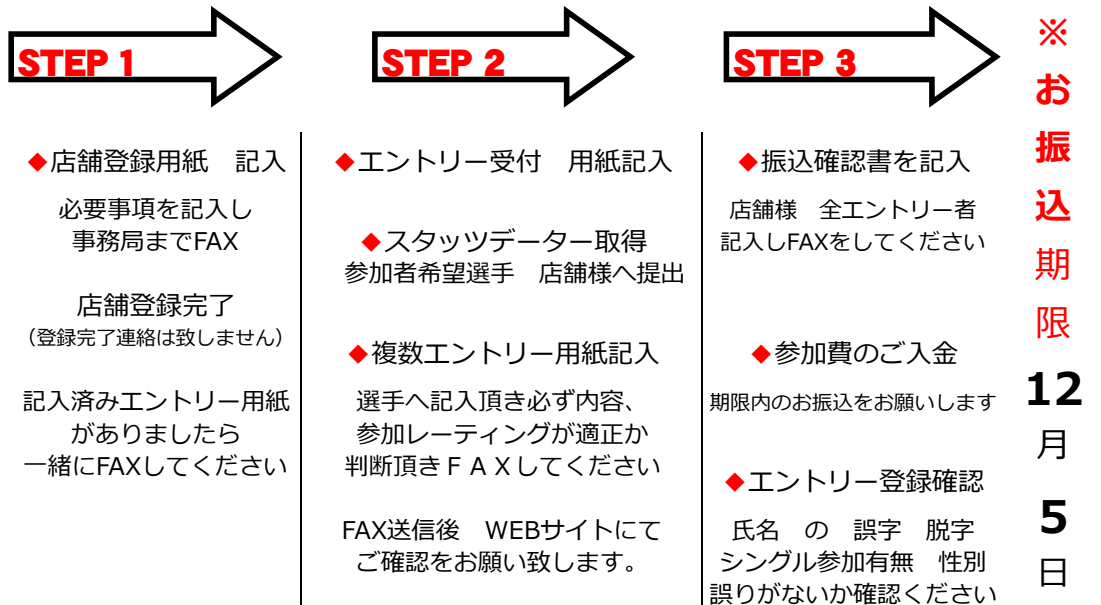 STEP 1
◆店舗登録用紙　記入
必要事項を記入し
事務局までFAX
店舗登録完了
（登録完了連絡は致しません）
記入済みエントリー用紙
がありましたら
一緒にFAXしてください
STEP 2
◆エントリー受付　用紙記入
◆スタッツデーター取得
参加者希望選手　店舗様へ提出
◆複数エントリー用紙記入
選手へ記入頂き必ず内容、
参加レーティングが適正か
判断頂きＦＡＸしてください
FAX送信後　WEBサイトにて
ご確認をお願い致します。
STEP 3
◆振込確認書を記入
店舗様　全エントリー者
記入しFAXをしてください
◆参加費のご入金
期限内のお振込をお願いします
◆エントリー登録確認
氏名　の　誤字　脱字
シングル参加有無　性別
誤りがないか確認ください
※お振込期限12月5日